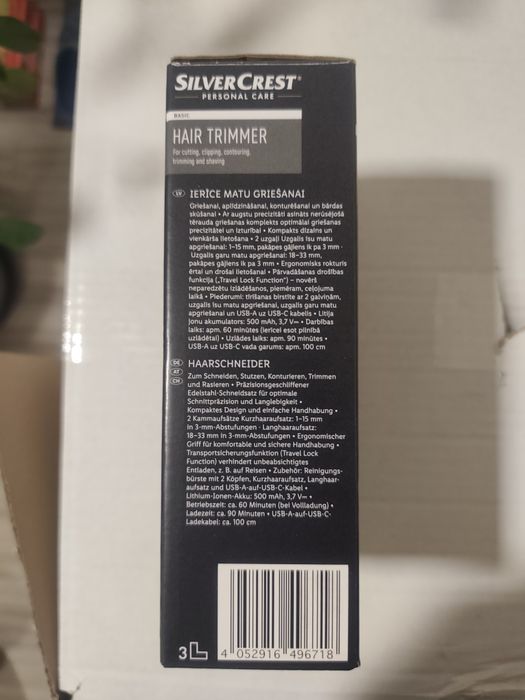 SILVERCREST®
PERSONAL CARE
BASIC
HAIR TRIMMER
For cutting, clipping, contouring,
trimming and shaving
LV IERĪCE MATU GRIEŠANAI
Griešanai, aplīdzināšanai, konturēšanai un bārdas
skūšanai • Ar augstu precizitāti asināts nerūsējošā
tērauda griešanas komplekts optimālai griešanas
precizitātei un izturībai • Kompakts dizains un
vienkārša lietošana • 2 uzgaļi Uzgalis īsu matu
apgriešanai: 1–15 mm, pakāpes gājiens ik pa 3 mm ·
Uzgalis garu matu apgriešanai: 18–33 mm,
pakāpes gājiens ik pa 3 mm • Ergonomisks rokturis
ērtai un drošai lietošanai • Pārvadāšanas drošības
funkcija („Travel Lock Function") – novērš
neparedzētu izlādēšanos, piemēram, ceļojuma
laikā • Piederumi: tīrīšanas birstīte ar 2 galviņām,
uzgalis īsu matu apgriešanai, uzgalis garu matu
apgriešanai un USB-A uz USB-C kabelis • Litija
jonu akumulators: 500 mAh, 3,7 V⎓ • Darbības
laiks: apm. 60 minūtes (ierīcei esot pilnībā
uzlādētai) • Uzlādes laiks: apm. 90 minūtes •
USB-A uz USB-C vada garums: apm. 100 cm
DE HAARSCHNEIDER
AT
CH
Zum Schneiden, Stutzen, Konturieren, Trimmen
und Rasieren • Präzisionsgeschliffener
Edelstahl-Schneidsatz für optimale
Schnittpräzision und Langlebigkeit •
Kompaktes Design und einfache Handhabung •
2 Kammaufsätze Kurzhaaraufsatz: 1–15 mm
in 3-mm-Abstufungen · Langhaaraufsatz:
18–33 mm in 3-mm-Abstufungen • Ergonomischer
Griff für komfortable und sichere Handhabung •
Transportsicherungsfunktion (Travel Lock
Function) verhindert unbeabsichtigtes
Entladen, z. B. auf Reisen • Zubehör: Reinigungs-
bürste mit 2 Köpfen, Kurzhaaraufsatz, Langhaar-
aufsatz und USB-A-auf-USB-C-Kabel •
Lithium-Ionen-Akku: 500 mAh, 3,7 V⎓ •
Betriebszeit: ca. 60 Minuten (bei Vollladung) •
Ladezeit: ca. 90 Minuten • USB-A-auf-USB-C-
Ladekabel: ca. 100 cm
3
4 052916 496718